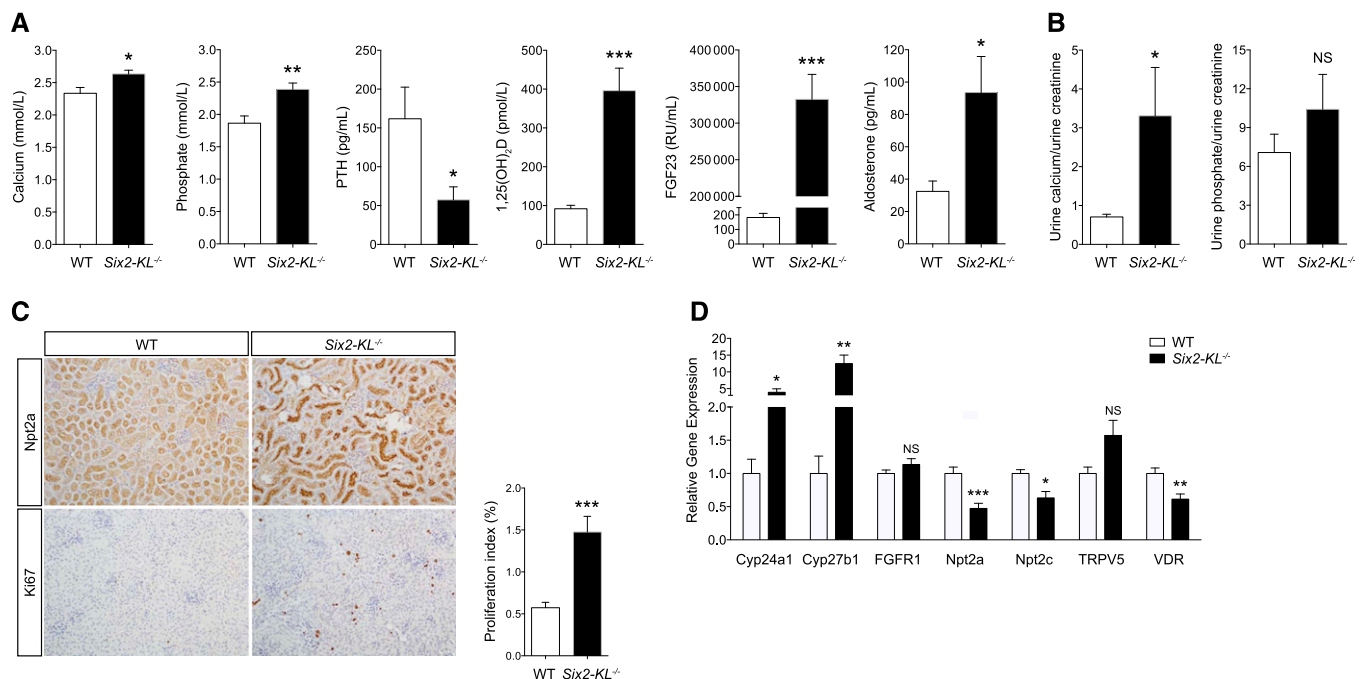 A
Calcium (mmol/L)
3.0
2.5
2.0
1.5
1.0
0.5
0.0
*
WT Six2-KL-/-
Phosphate (mmol/L)
3.0
2.5
2.0
1.5
1.0
0.5
0.0
**
WT Six2-KL-/-
PTH (pg/mL)
250
200
150
100
50
0
*
WT Six2-KL-/-
1,25(OH)2D (pmol/L)
500
400
300
200
100
0
***
WT Six2-KL-/-
FGF23 (RU/mL)
400 000
350 000
300 000
250 000
200 000
200
100
0
***
WT Six2-KL-/-
Aldosterone (pg/mL)
120
100
80
60
40
20
0
*
WT Six2-KL-/-
B
Urine calcium/urine creatinine
5
4
3
2
1
0
*
WT Six2-KL-/-
Urine phosphate/urine creatinine
15
12
9
6
3
0
NS
WT Six2-KL-/-
C
WT Six2-KL-/-
Npt2a
Ki67
Proliferation index (%)
2.0
1.5
1.0
0.5
0.0
***
WT Six2-KL-/-
D
WT
Six2-KL-/-
Relative Gene Expression
20
15
10
5
2.0
1.5
1.0
0.5
0.0
* ** NS *** * NS **
Cyp24a1 Cyp27b1 FGFR1 Npt2a Npt2c TRPV5 VDR